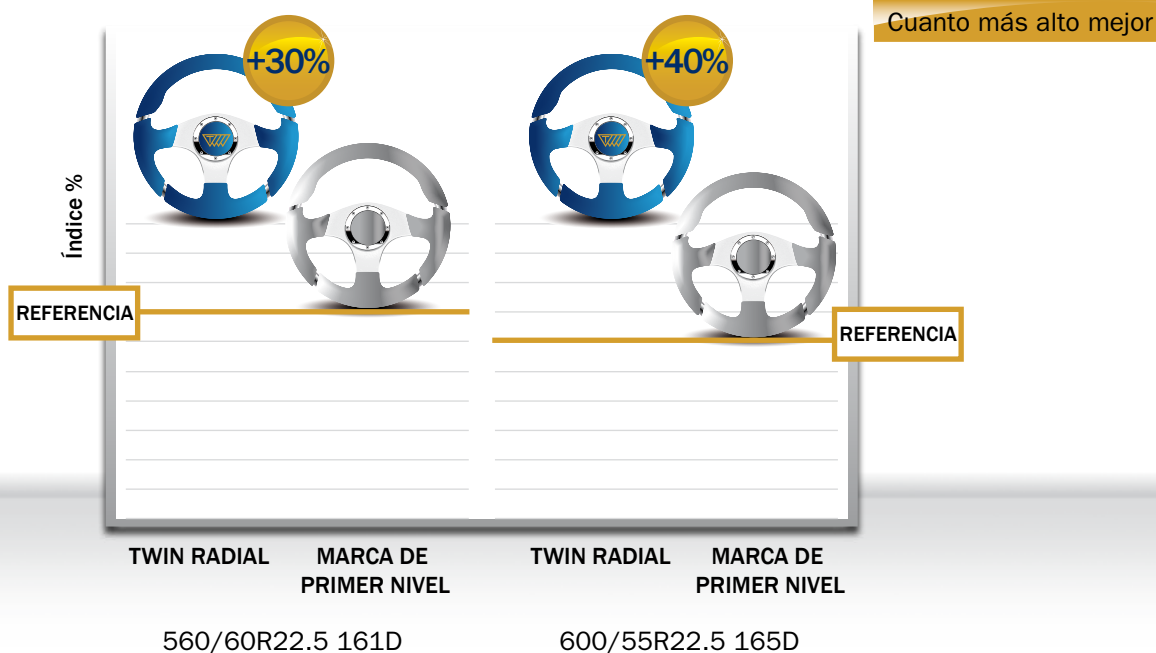 Cuanto más alto mejor
+30%
+40%
Índice %
REFERENCIA
REFERENCIA
TWIN RADIAL
MARCA DE
PRIMER NIVEL
TWIN RADIAL
MARCA DE
PRIMER NIVEL
560/60R22.5 161D
600/55R22.5 165D